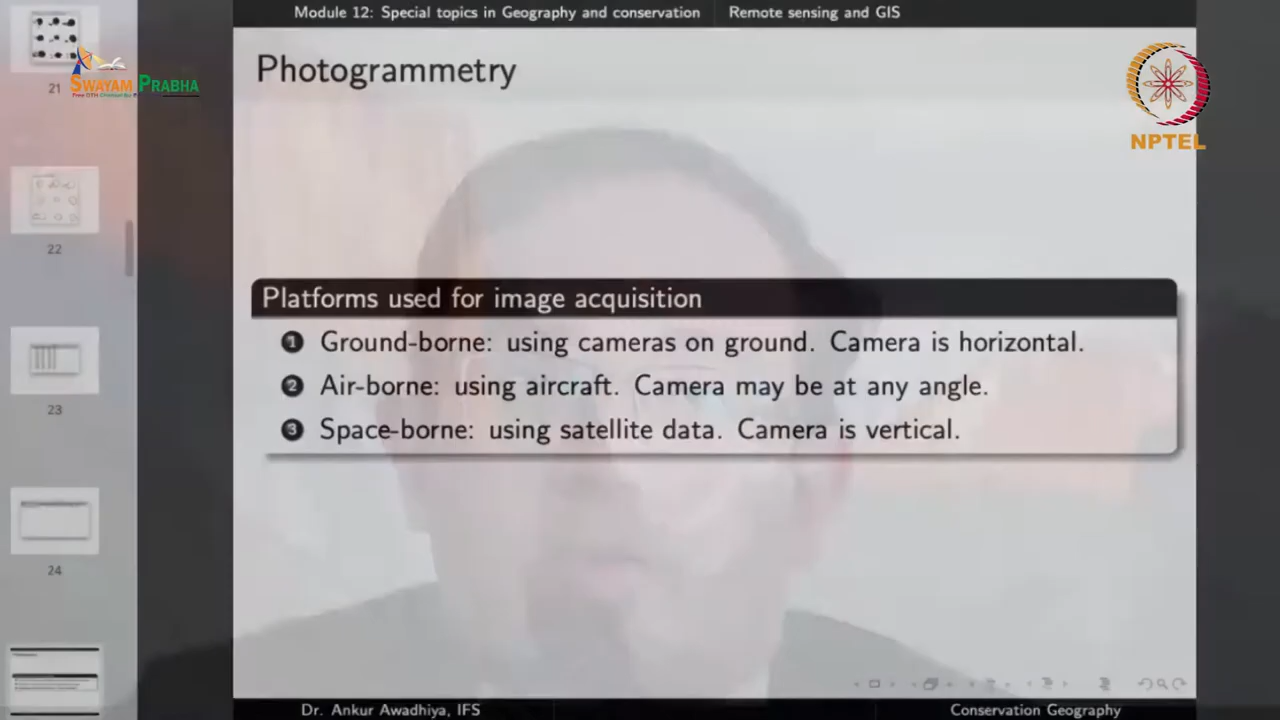 Module 12: Special topics in Geography and conservation Remote sensing and GIS
21
SWAYAM PRABHA
Photogrammetry
NPTEL
22
Platforms used for image acquisition
1 Ground-borne: using cameras on ground. Camera is horizontal.
2 Air-borne: using aircraft. Camera may be at any angle.
3 Space-borne: using satellite data. Camera is vertical.
23
24
Dr. Ankur Awadhiya, IFS Conservation Geography